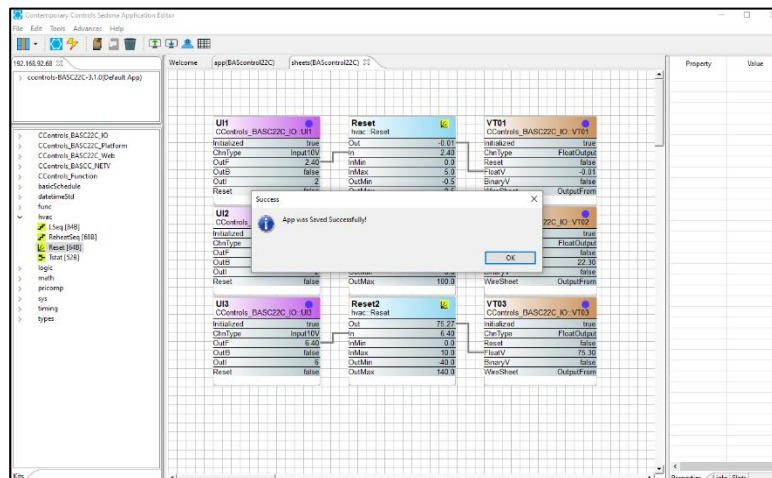 Contemporary Controls Sedona Application Editor
File Edit Tools Advances Help
192.168.92.68
Welcome app(BAScontrol22C) sheets(BAScontrol22C)
Property Value
ccontrols-BASC22C-3.1.0(Default App)
CControls_BASC22C_IO
CControls_BASC22C_Platform
CControls_BASC22C_Web
CControls_BASCC_NETV
CControls_Function
basicSchedule
datetimeStd
func
hvac
LSeq [84B]
ReheatSeq [60B]
Reset [64B]
Tstat [52B]
logic
math
pricomp
sys
timing
types
Kits
UI1
CControls_BASC22C_IO::UI1
Initialized true
ChnType Input10V
OutF 2.40
OutB false
OutI 2
Reset false
Reset
hvac::Reset
Out -0.01
In 2.40
InMin 0.0
InMax 5.0
OutMin -0.5
VT01
CControls_BASC22C_IO::VT01
Initialized true
ChnType FloatOutput
Reset false
FloatV -0.01
BinaryV false
WireSheet OutputFrom
Success
App was Saved Successfully!
OK
UI2
CControls
Initialized
ChnType
OutF
OutB
OutI
Reset false
OutMax 100.0
VT02
true
FloatOutput
false
22.30
false
WireSheet OutputFrom
UI3
CControls_BASC22C_IO::UI3
Initialized true
ChnType Input10V
OutF 6.40
OutB false
OutI 6
Reset false
Reset2
hvac::Reset
Out 75.27
In 6.40
InMin 0.0
InMax 10.0
OutMin -40.0
OutMax 140.0
VT03
CControls_BASC22C_IO::VT03
Initialized true
ChnType FloatOutput
Reset false
FloatV 75.30
BinaryV false
WireSheet OutputFrom
Properties Links Slots